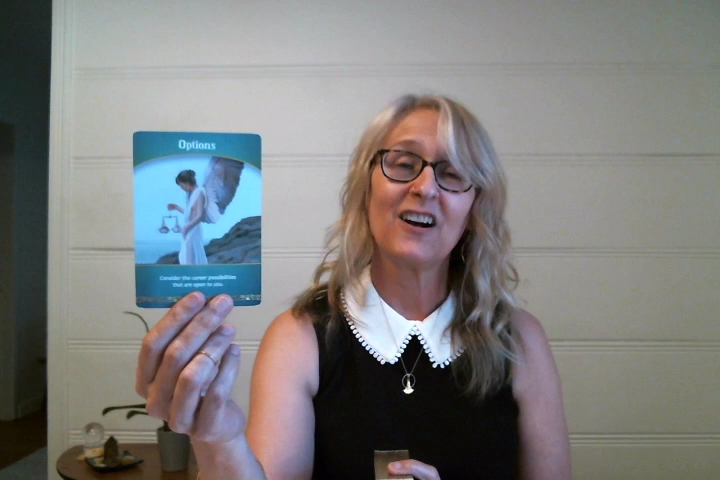 Options
Consider the career possibilities
that are open to you.